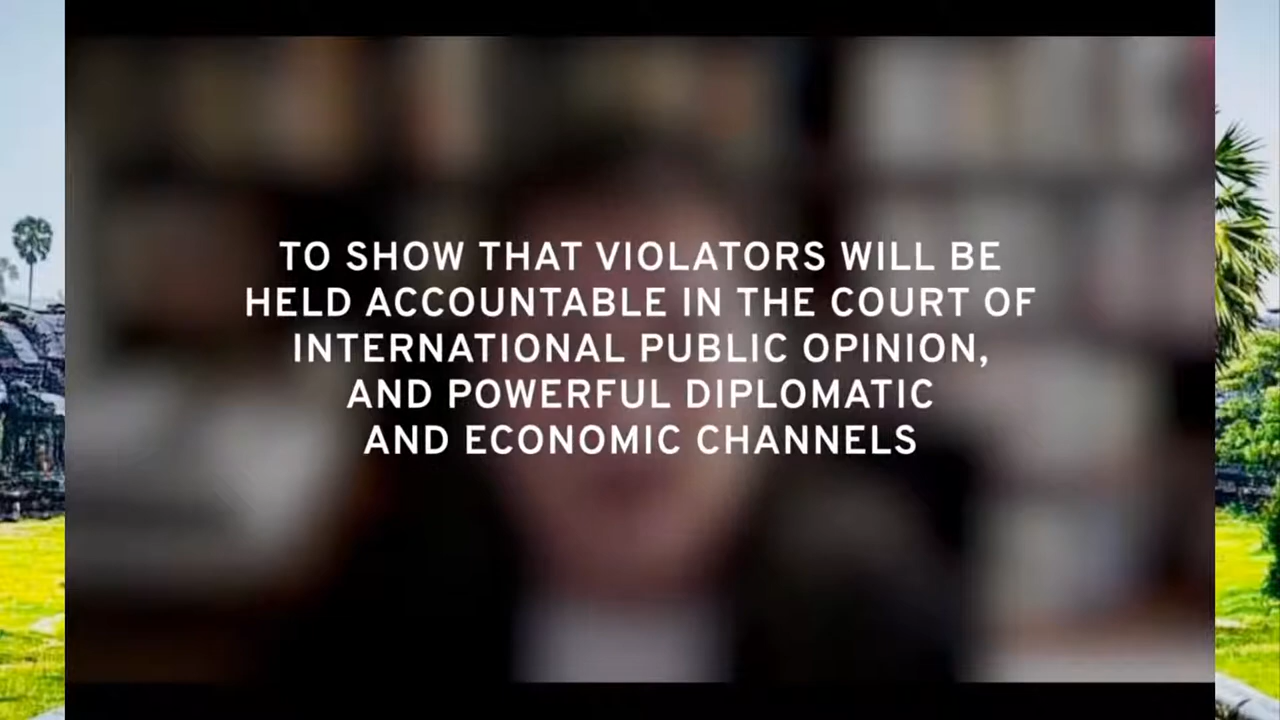 TO SHOW THAT VIOLATORS WILL BE
HELD ACCOUNTABLE IN THE COURT OF
INTERNATIONAL PUBLIC OPINION,
AND POWERFUL DIPLOMATIC
AND ECONOMIC CHANNELS